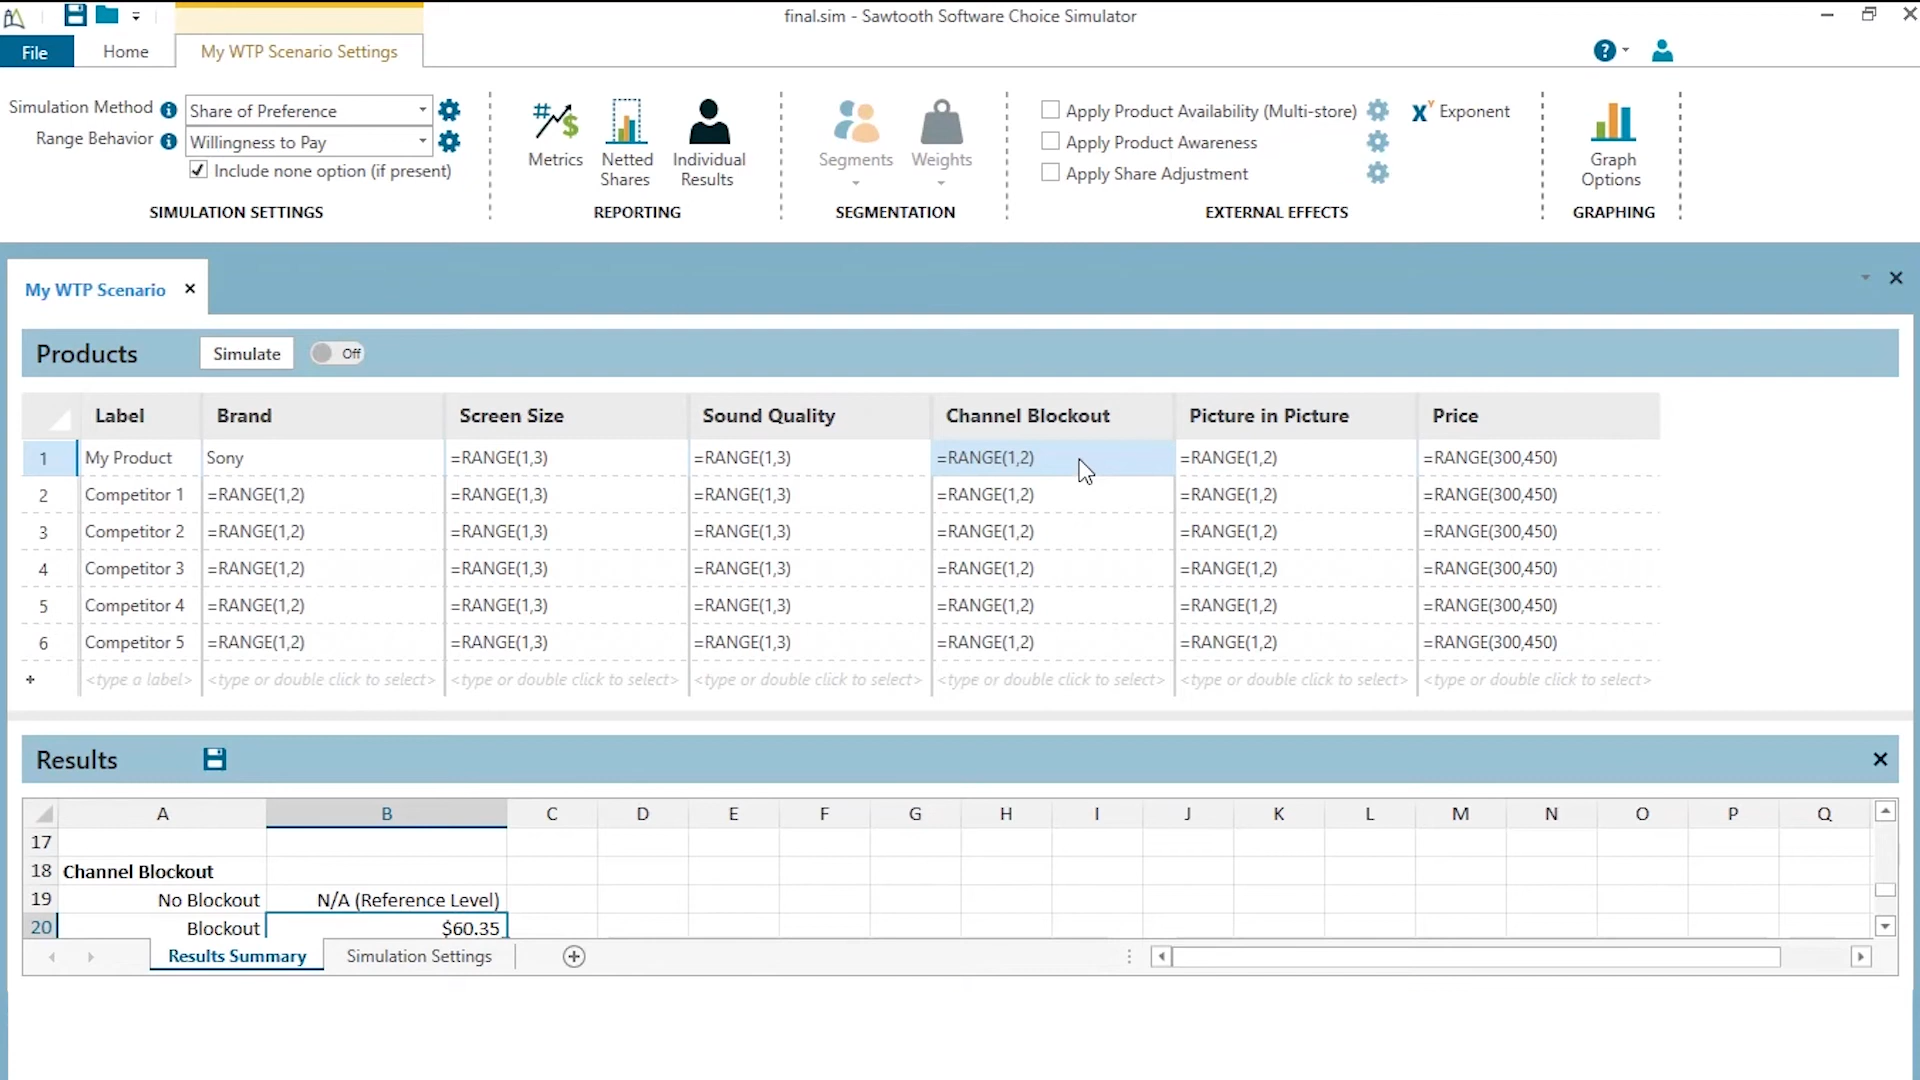 final.sim - Sawtooth Software Choice Simulator
File Home My WTP Scenario Settings ?
Simulation Method Share of Preference
Range Behavior Willingness to Pay
Include none option (if present)
SIMULATION SETTINGS
Metrics Netted Shares Individual Results
REPORTING
Segments Weights
SEGMENTATION
Apply Product Availability (Multi-store) XY Exponent
Apply Product Awareness
Apply Share Adjustment
EXTERNAL EFFECTS
Graph Options
GRAPHING
My WTP Scenario
Products Simulate Off
Label Brand Screen Size Sound Quality Channel Blockout Picture in Picture Price
1 My Product Sony =RANGE(1,3) =RANGE(1,3) =RANGE(1,2) =RANGE(1,2) =RANGE(300,450)
2 Competitor 1 =RANGE(1,2) =RANGE(1,3) =RANGE(1,3) =RANGE(1,2) =RANGE(1,2) =RANGE(300,450)
3 Competitor 2 =RANGE(1,2) =RANGE(1,3) =RANGE(1,3) =RANGE(1,2) =RANGE(1,2) =RANGE(300,450)
4 Competitor 3 =RANGE(1,2) =RANGE(1,3) =RANGE(1,3) =RANGE(1,2) =RANGE(1,2) =RANGE(300,450)
5 Competitor 4 =RANGE(1,2) =RANGE(1,3) =RANGE(1,3) =RANGE(1,2) =RANGE(1,2) =RANGE(300,450)
6 Competitor 5 =RANGE(1,2) =RANGE(1,3) =RANGE(1,3) =RANGE(1,2) =RANGE(1,2) =RANGE(300,450)
+ <type a label> <type or double click to select> <type or double click to select> <type or double click to select> <type or double click to select> <type or double click to select> <type or double click to select>
Results
A B C D E F G H I J K L M N O P Q
17
18 Channel Blockout
19 No Blockout N/A (Reference Level)
20 Blockout $60.35
Results Summary Simulation Settings